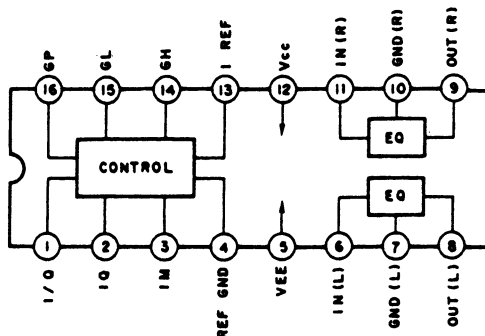 GP GL GH I REF Vcc IN(R) GND(R) OUT(R)
16 15 14 13 12 11 10 9
EQ
CONTROL
EQ
1 2 3 4 5 6 7 8
I/Q IQ IM REF GND VEE IN(L) GND(L) OUT(L)